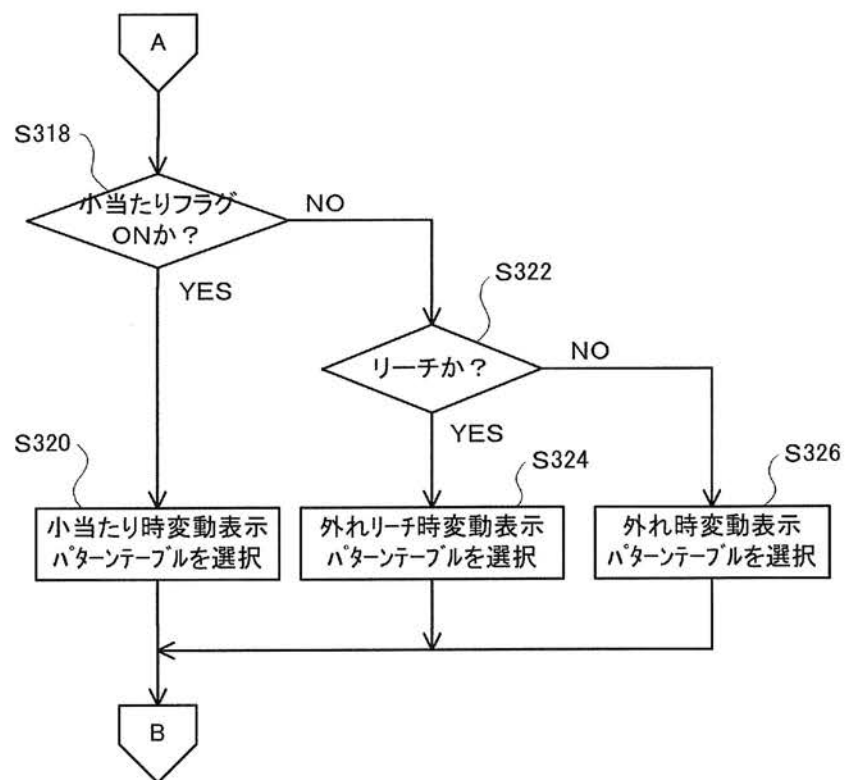 A
S318
小当たりフラグ
ONか？
NO
YES
S322
リーチか？
NO
YES
S320
小当たり時変動表示
ﾊﾟﾀｰﾝﾃｰﾌﾞﾙを選択
S324
外れリーチ時変動表示
ﾊﾟﾀｰﾝﾃｰﾌﾞﾙを選択
S326
外れ時変動表示
ﾊﾟﾀｰﾝﾃｰﾌﾞﾙを選択
B